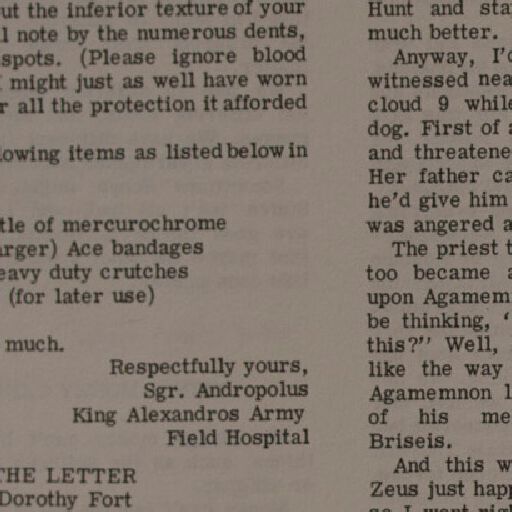 ut the inferior texture of your
l note by the numerous dents,
spots. (Please ignore blood
might just as well have worn
r all the protection it afforded
lowing items as listed below in
tle of mercurochrome
arger) Ace bandages
eavy duty crutches
(for later use)
much.
Respectfully yours,
Sgr. Andropolus
King Alexandros Army
Field Hospital
THE LETTER
Dorothy Fort
Hunt and sta
much better.
Anyway, I'd
witnessed nea
cloud 9 while
dog. First of a
and threatene
Her father ca
he'd give him
was angered a
The priest t
too became a
upon Agamem
be thinking, '
this?" Well,
like the way
Agamemnon l
of his me
Briseis.
And this w
Zeus just happ